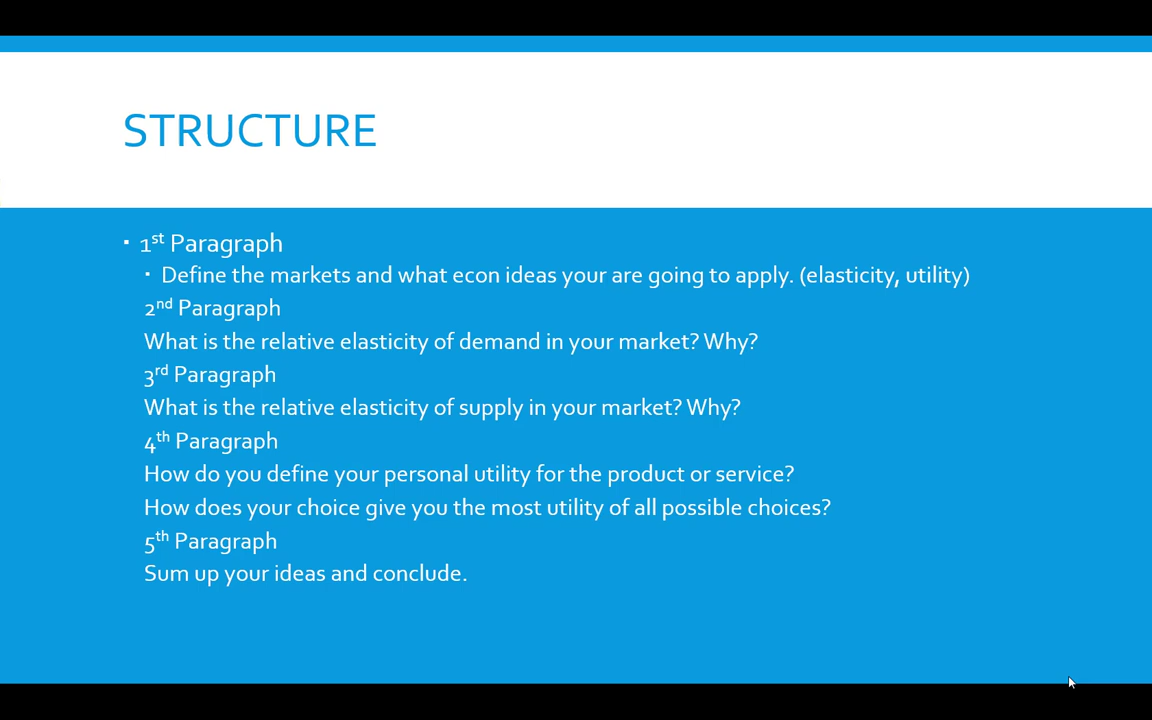 STRUCTURE
▪ 1st Paragraph
▪ Define the markets and what econ ideas your are going to apply. (elasticity, utility)
2nd Paragraph
What is the relative elasticity of demand in your market? Why?
3rd Paragraph
What is the relative elasticity of supply in your market? Why?
4th Paragraph
How do you define your personal utility for the product or service?
How does your choice give you the most utility of all possible choices?
5th Paragraph
Sum up your ideas and conclude.